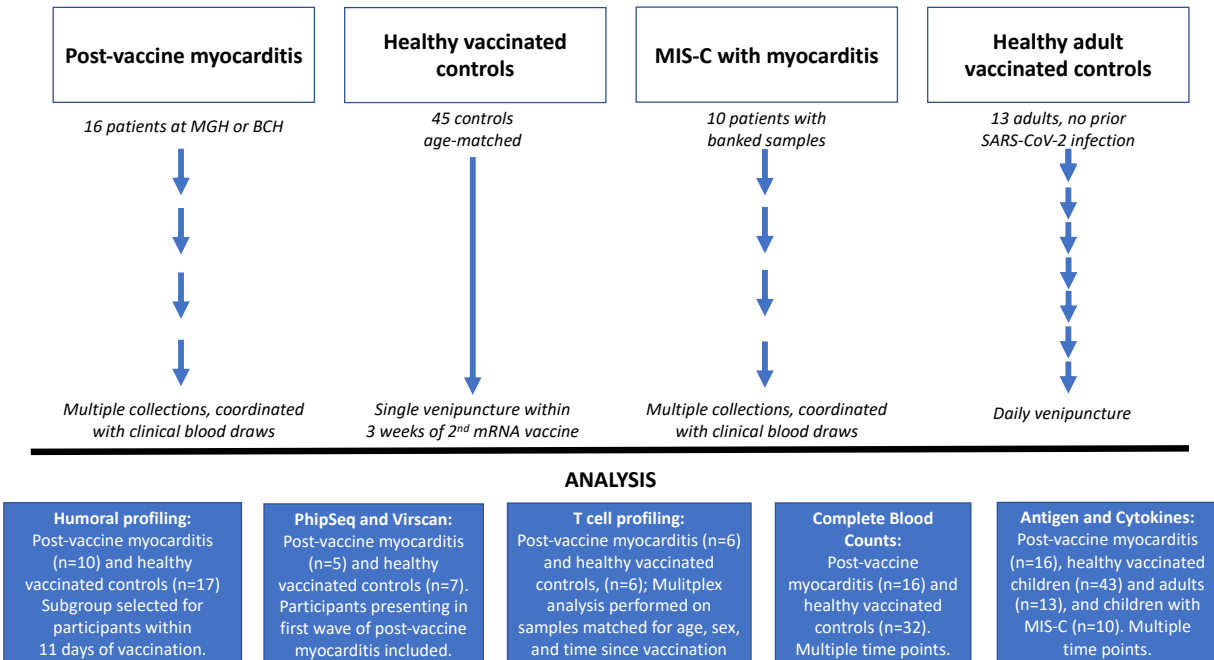 Post-vaccine myocarditis
16 patients at MGH or BCH
Multiple collections, coordinated
with clinical blood draws
Healthy vaccinated
controls
45 controls
age-matched
Single venipuncture within
3 weeks of 2nd mRNA vaccine
MIS-C with myocarditis
10 patients with
banked samples
Multiple collections, coordinated
with clinical blood draws
Healthy adult
vaccinated controls
13 adults, no prior
SARS-CoV-2 infection
Daily venipuncture
ANALYSIS
Humoral profiling:
Post-vaccine myocarditis
(n=10) and healthy
vaccinated controls (n=17)
Subgroup selected for
participants within
11 days of vaccination.
PhipSeq and Virscan:
Post-vaccine myocarditis
(n=5) and healthy
vaccinated controls (n=7).
Participants presenting in
first wave of post-vaccine
myocarditis included.
T cell profiling:
Post-vaccine myocarditis (n=6)
and healthy vaccinated
controls, (n=6); Mulitplex
analysis performed on
samples matched for age, sex,
and time since vaccination
Complete Blood
Counts:
Post-vaccine
myocarditis (n=16) and
healthy vaccinated
controls (n=32).
Multiple time points.
Antigen and Cytokines:
Post-vaccine myocarditis
(n=16), healthy vaccinated
children (n=43) and adults
(n=13), and children with
MIS-C (n=10). Multiple
time points.